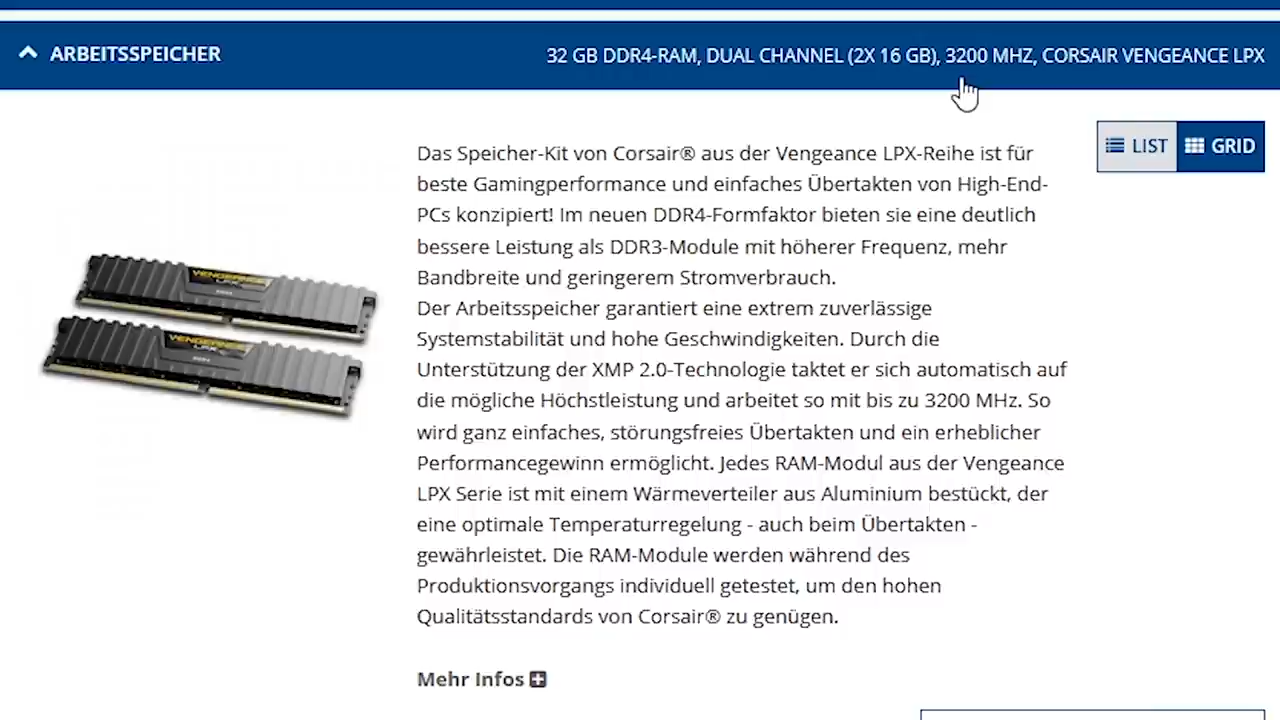 ARBEITSSPEICHER
32 GB DDR4-RAM, DUAL CHANNEL (2X 16 GB), 3200 MHZ, CORSAIR VENGEANCE LPX
LIST
GRID
Das Speicher-Kit von Corsair® aus der Vengeance LPX-Reihe ist für
beste Gamingperformance und einfaches Übertakten von High-End-
PCs konzipiert! Im neuen DDR4-Formfaktor bieten sie eine deutlich
bessere Leistung als DDR3-Module mit höherer Frequenz, mehr
Bandbreite und geringerem Stromverbrauch.
Der Arbeitsspeicher garantiert eine extrem zuverlässige
Systemstabilität und hohe Geschwindigkeiten. Durch die
Unterstützung der XMP 2.0-Technologie taktet er sich automatisch auf
die mögliche Höchstleistung und arbeitet so mit bis zu 3200 MHz. So
wird ganz einfaches, störungsfreies Übertakten und ein erheblicher
Performancegewinn ermöglicht. Jedes RAM-Modul aus der Vengeance
LPX Serie ist mit einem Wärmeverteiler aus Aluminium bestückt, der
eine optimale Temperaturregelung - auch beim Übertakten -
gewährleistet. Die RAM-Module werden während des
Produktionsvorgangs individuell getestet, um den hohen
Qualitätsstandards von Corsair® zu genügen.
Mehr Infos
VENGEANCE
LPX
VENGEANCE
LPX